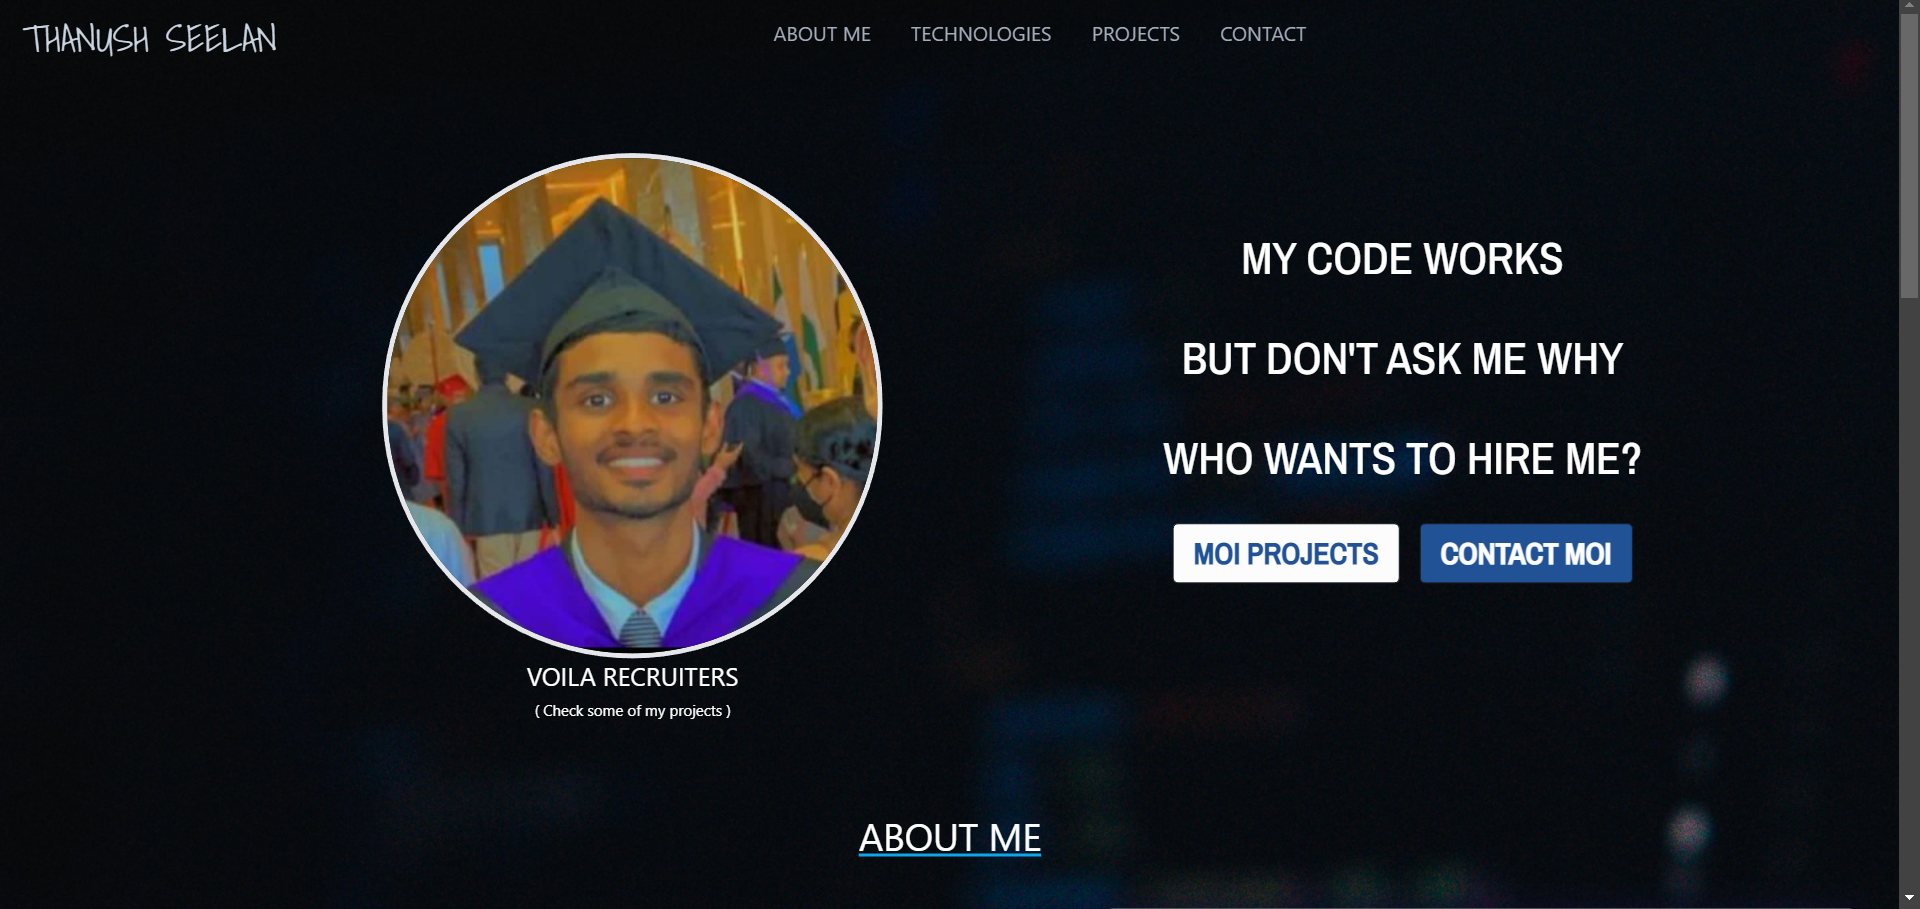 THANUSH SEELAN
ABOUT ME TECHNOLOGIES PROJECTS CONTACT
MY CODE WORKS
BUT DON'T ASK ME WHY
WHO WANTS TO HIRE ME?
MOI PROJECTS CONTACT MOI
VOILA RECRUITERS
( Check some of my projects )
ABOUT ME